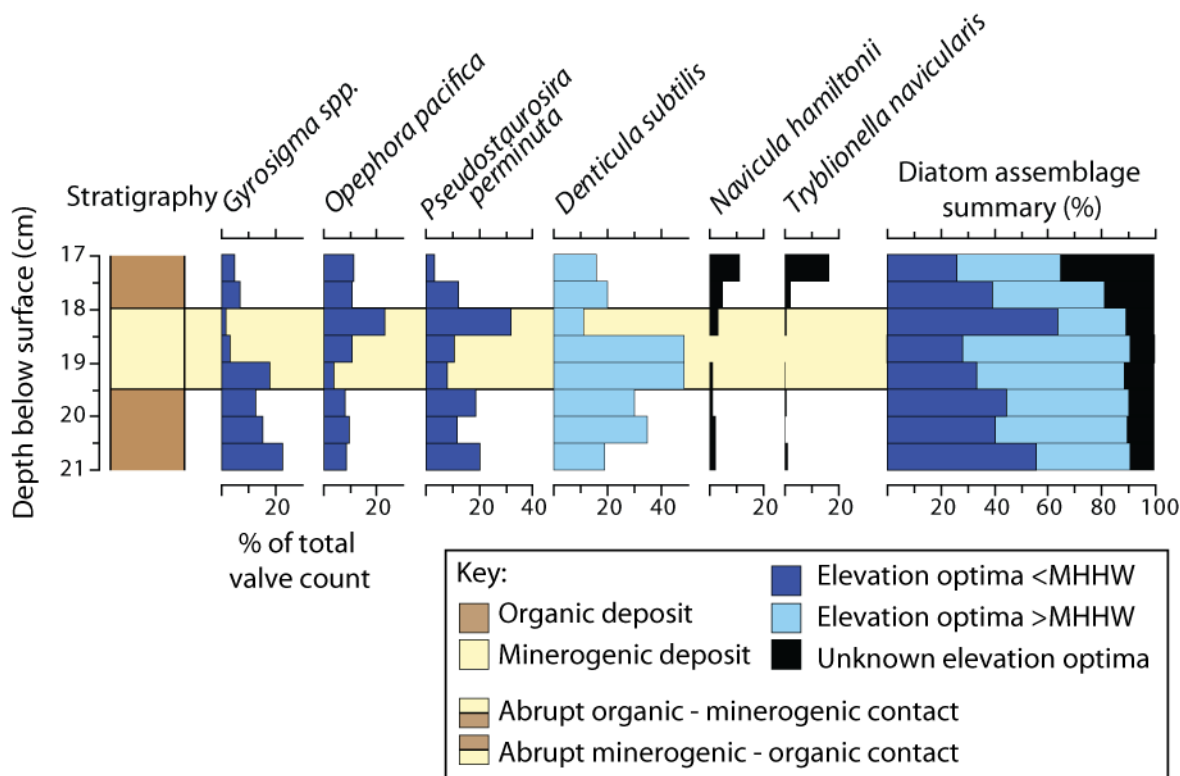 Gyrosigma spp.
Opephora pacifica
Pseudostaurosira
perminuta
Denticula subtilis
Navicula hamiltonii
Tryblionella navicularis
Stratigraphy
Diatom assemblage
summary (%)
Depth below surface (cm)
17
18
19
20
21
20
20
20 40
20 40
20
20
20 40 60 80 100
% of total
valve count
Key:
Organic deposit
Minerogenic deposit
Abrupt organic - minerogenic contact
Abrupt minerogenic - organic contact
Elevation optima <MHHW
Elevation optima >MHHW
Unknown elevation optima